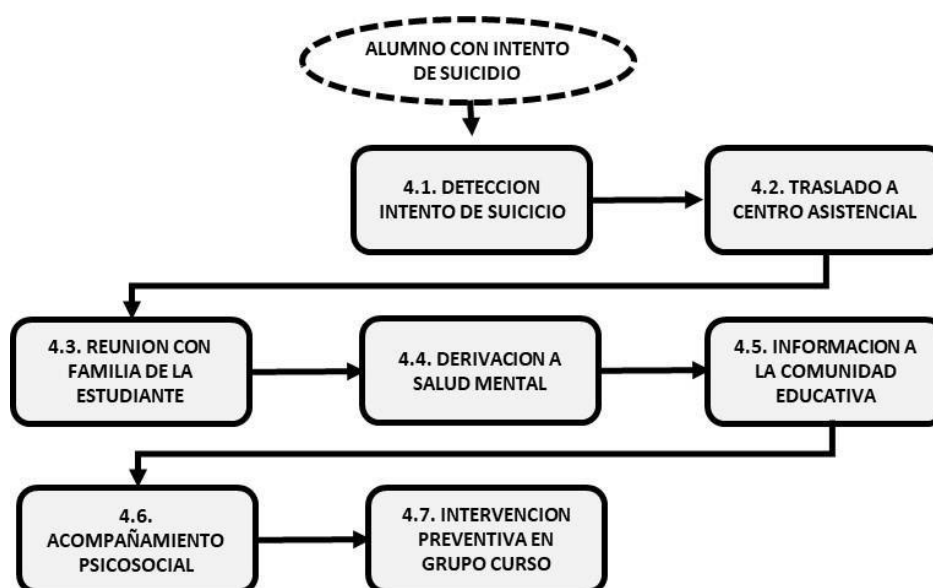 ALUMNO CON INTENTO
DE SUICIDIO
4.1. DETECCION
INTENTO DE SUICICIO
4.2. TRASLADO A
CENTRO ASISTENCIAL
4.3. REUNION CON
FAMILIA DE LA
ESTUDIANTE
4.4. DERIVACION A
SALUD MENTAL
4.5. INFORMACION A
LA COMUNIDAD
EDUCATIVA
4.6.
ACOMPAÑAMIENTO
PSICOSOCIAL
4.7. INTERVENCION
PREVENTIVA EN
GRUPO CURSO